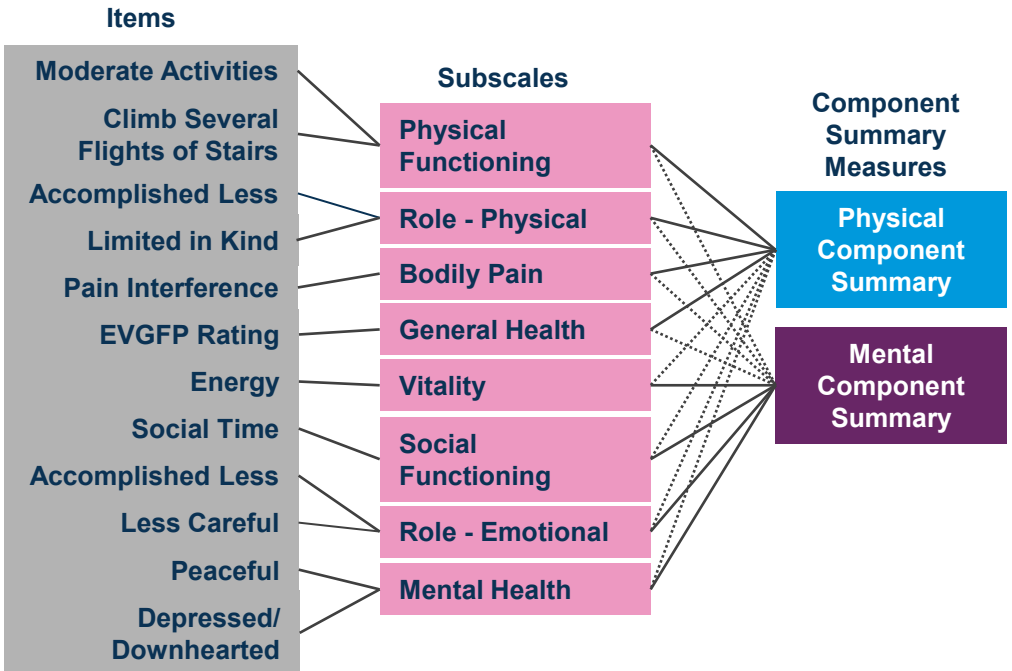 Items
Moderate Activities
Climb Several
Flights of Stairs
Accomplished Less
Limited in Kind
Pain Interference
EVGFP Rating
Energy
Social Time
Accomplished Less
Less Careful
Peaceful
Depressed/
Downhearted
Subscales
Physical
Functioning
Role - Physical
Bodily Pain
General Health
Vitality
Social
Functioning
Role - Emotional
Mental Health
Component
Summary
Measures
Physical
Component
Summary
Mental
Component
Summary